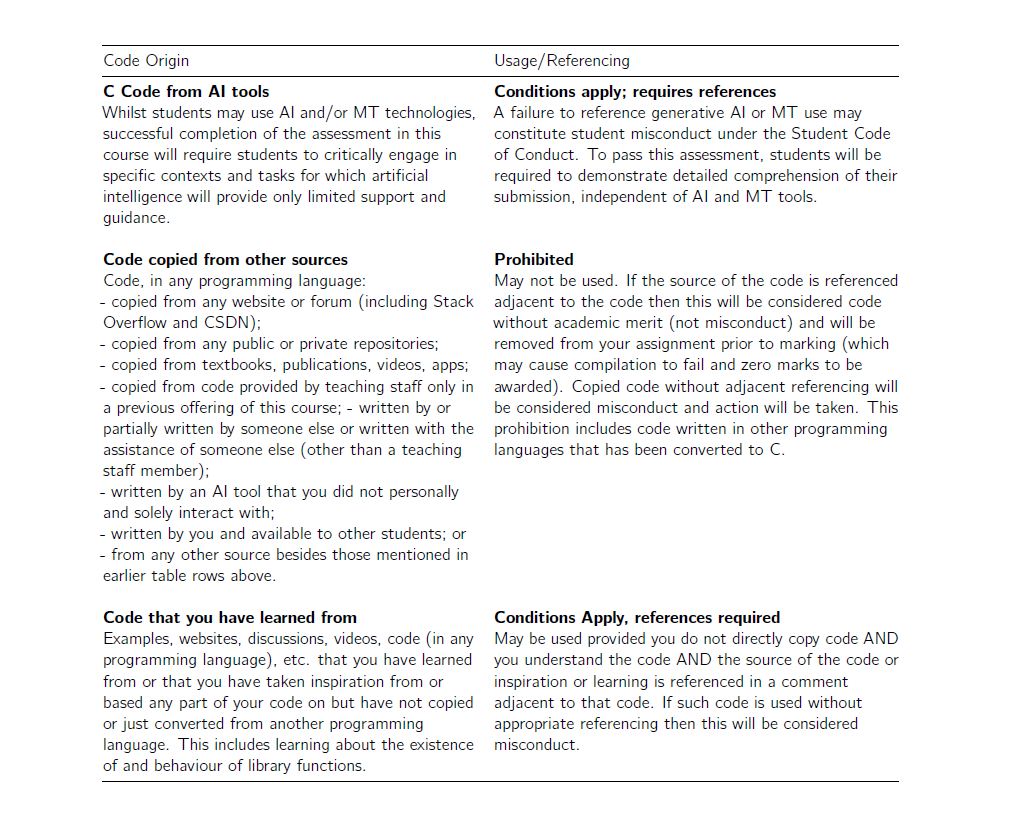 Code Origin
Usage/Referencing
C Code from AI tools
Whilst students may use AI and/or MT technologies,
successful completion of the assessment in this
course will require students to critically engage in
specific contexts and tasks for which artificial
intelligence will provide only limited support and
guidance.
Conditions apply; requires references
A failure to reference generative AI or MT use may
constitute student misconduct under the Student Code
of Conduct. To pass this assessment, students will be
required to demonstrate detailed comprehension of their
submission, independent of AI and MT tools.
Code copied from other sources
Code, in any programming language:
- copied from any website or forum (including Stack
Overflow and CSDN);
- copied from any public or private repositories;
- copied from textbooks, publications, videos, apps;
- copied from code provided by teaching staff only in
a previous offering of this course; - written by or
partially written by someone else or written with the
assistance of someone else (other than a teaching
staff member);
- written by an AI tool that you did not personally
and solely interact with;
- written by you and available to other students; or
- from any other source besides those mentioned in
earlier table rows above.
Prohibited
May not be used. If the source of the code is referenced
adjacent to the code then this will be considered code
without academic merit (not misconduct) and will be
removed from your assignment prior to marking (which
may cause compilation to fail and zero marks to be
awarded). Copied code without adjacent referencing will
be considered misconduct and action will be taken. This
prohibition includes code written in other programming
languages that has been converted to C.
Code that you have learned from
Examples, websites, discussions, videos, code (in any
programming language), etc. that you have learned
from or that you have taken inspiration from or
based any part of your code on but have not copied
or just converted from another programming
language. This includes learning about the existence
of and behaviour of library functions.
Conditions Apply, references required
May be used provided you do not directly copy code AND
you understand the code AND the source of the code or
inspiration or learning is referenced in a comment
adjacent to that code. If such code is used without
appropriate referencing then this will be considered
misconduct.